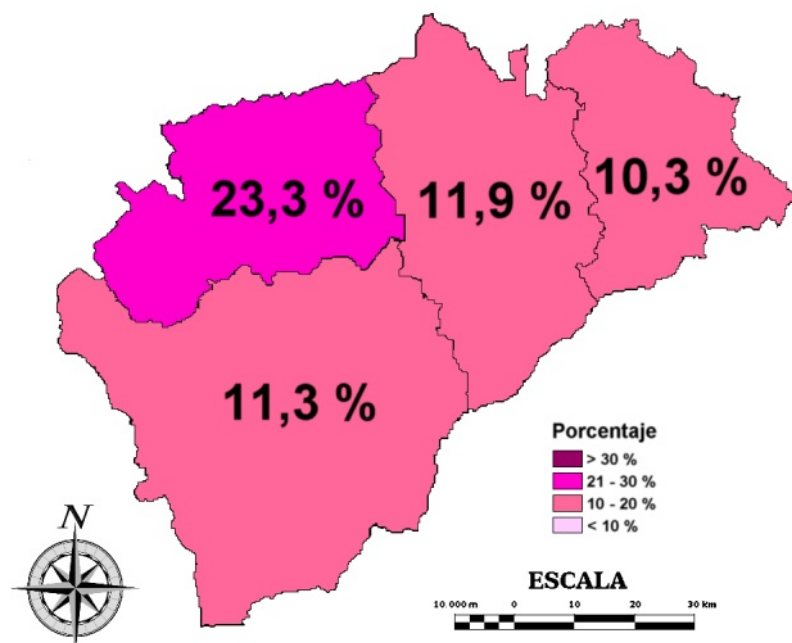 10,3 %
23,3 %
11,9 %
11,3 %
Porcentaje
> 30 %
21 - 30 %
10 - 20 %
< 10 %
N
ESCALA
10 000 m 0 10 20 30 km